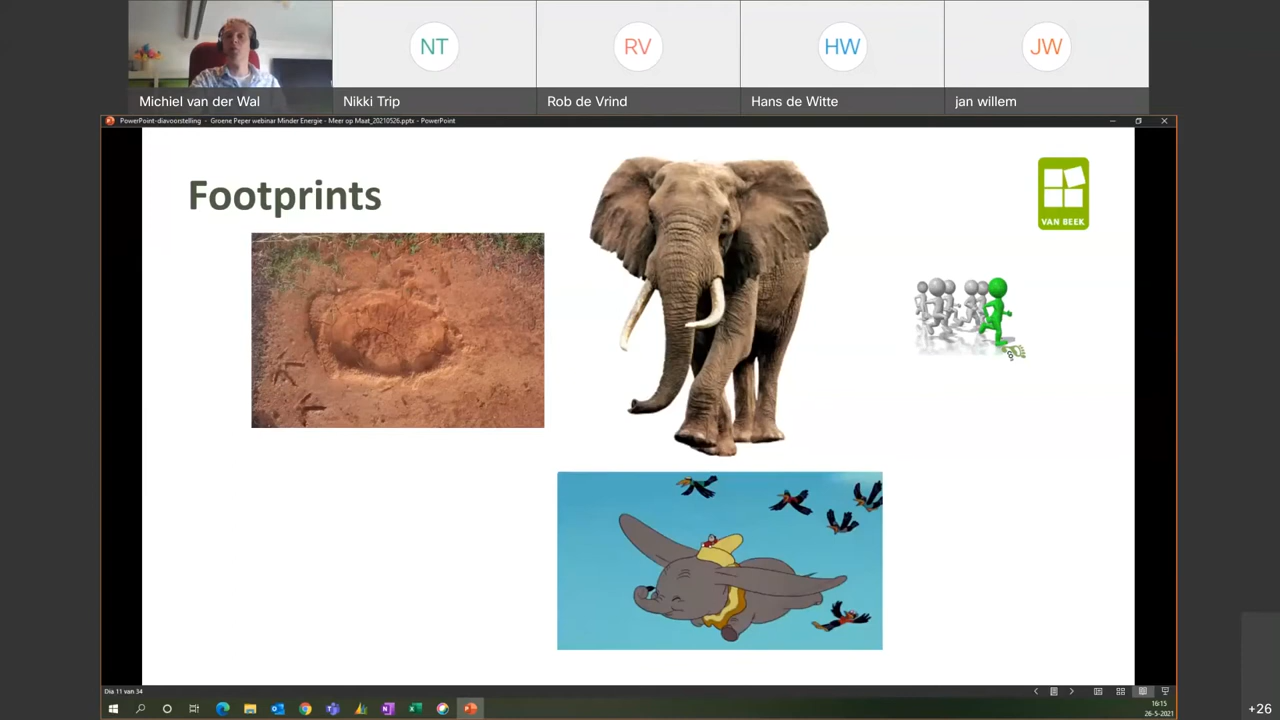 NT
RV
HW
JW
Michiel van der Wal
Nikki Trip
Rob de Vrind
Hans de Witte
jan willem
PowerPoint-diavoorstelling - Groene Peper webinar Minder Energie - Meer op Maat_20210526.pptx - PowerPoint
Footprints
VAN BEEK
Dia 11 van 34
16:15
26-5-2021
+26